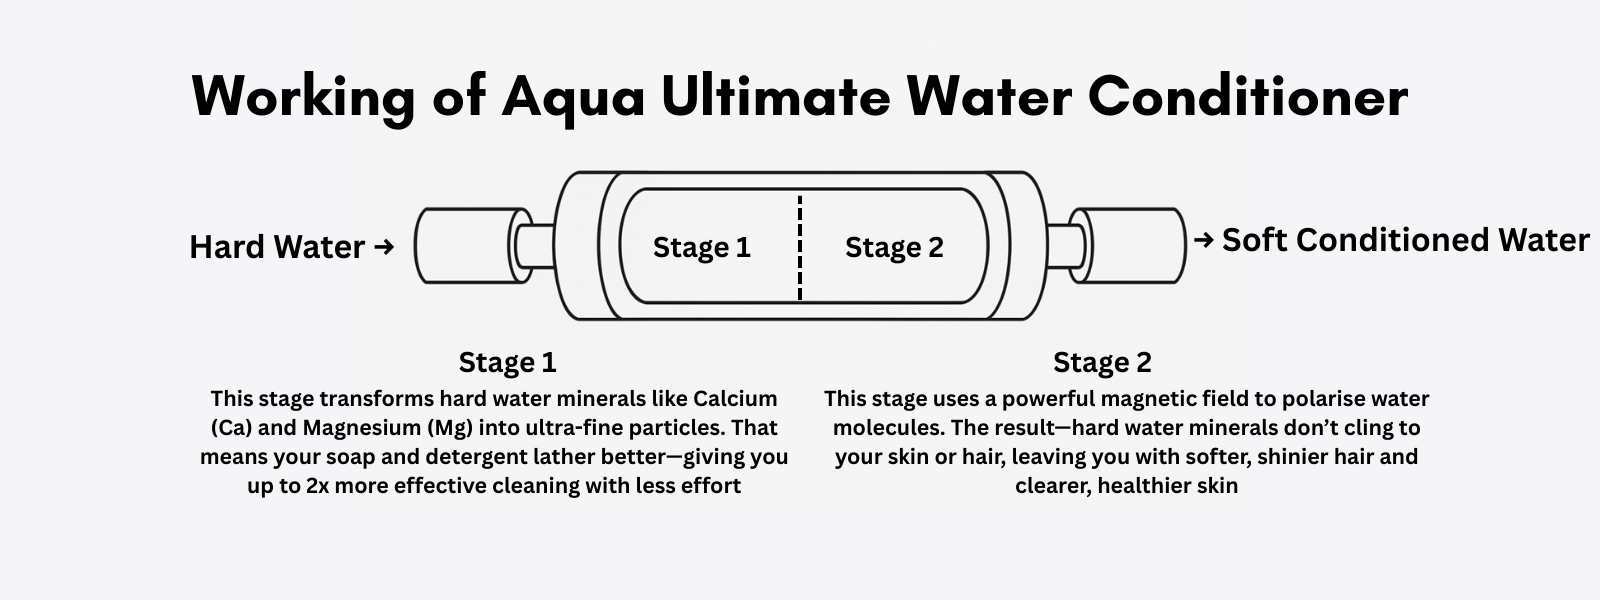 Working of Aqua Ultimate Water Conditioner
Hard Water →
Stage 1
Stage 2
→ Soft Conditioned Water
Stage 1
This stage transforms hard water minerals like Calcium
(Ca) and Magnesium (Mg) into ultra-fine particles. That
means your soap and detergent lather better—giving you
up to 2x more effective cleaning with less effort
Stage 2
This stage uses a powerful magnetic field to polarise water
molecules. The result—hard water minerals don’t cling to
your skin or hair, leaving you with softer, shinier hair and
clearer, healthier skin